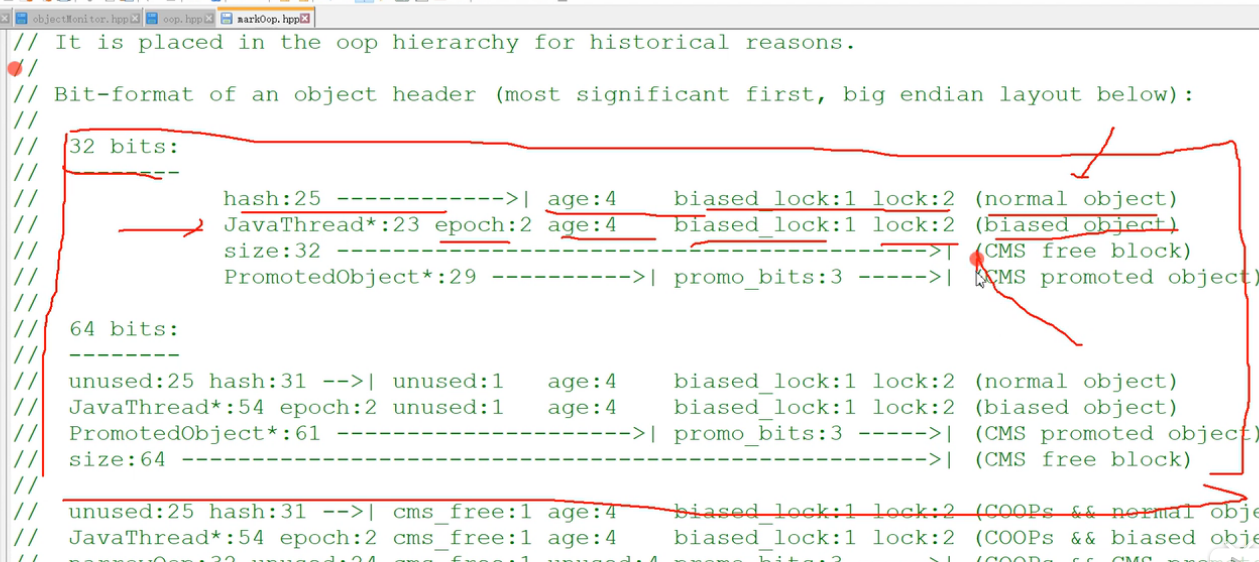 objectMonitor.hpp oop.hpp markOop.hpp
// It is placed in the oop hierarchy for historical reasons.
//
// Bit-format of an object header (most significant first, big endian layout below):
//
// 32 bits:
// --------
// hash:25 ------------>| age:4 biased_lock:1 lock:2 (normal object)
// JavaThread*:23 epoch:2 age:4 biased_lock:1 lock:2 (biased object)
// size:32 ------------------------------------------>| (CMS free block)
// PromotedObject*:29 ---------->| promo_bits:3 ----->| (CMS promoted object)
//
// 64 bits:
// --------
// unused:25 hash:31 -->| unused:1 age:4 biased_lock:1 lock:2 (normal object)
// JavaThread*:54 epoch:2 unused:1 age:4 biased_lock:1 lock:2 (biased object)
// PromotedObject*:61 --------------------->| promo_bits:3 ----->| (CMS promoted object)
// size:64 ----------------------------------------------------->| (CMS free block)
//
// unused:25 hash:31 -->| cms_free:1 age:4 biased_lock:1 lock:2 (COOPs && normal obje
// JavaThread*:54 epoch:2 cms_free:1 age:4 biased_lock:1 lock:2 (COOPs && biased obje